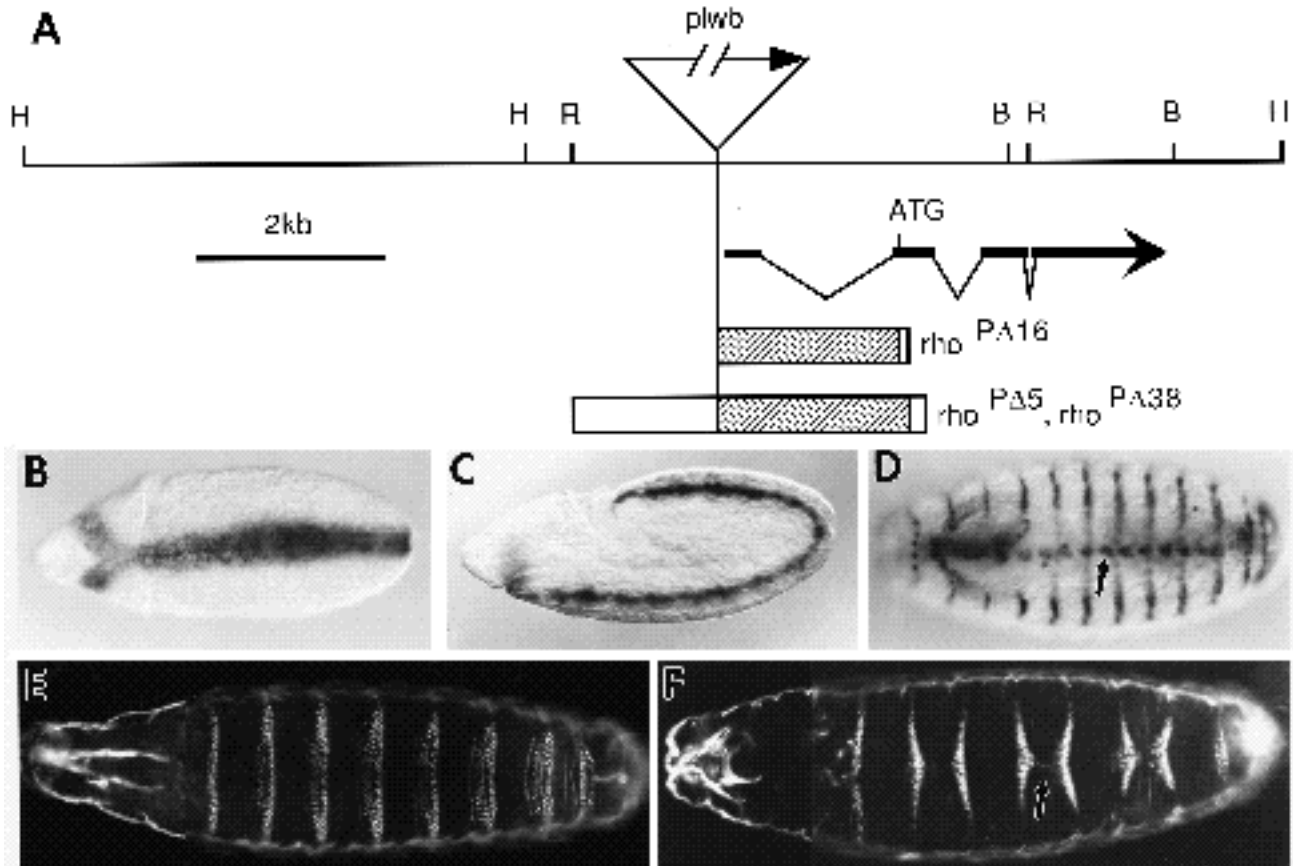 A
plwb
H H R B R B H
2kb
ATG
rho PΔ16
rho PΔ5, rho PΔ38
B C D
E F